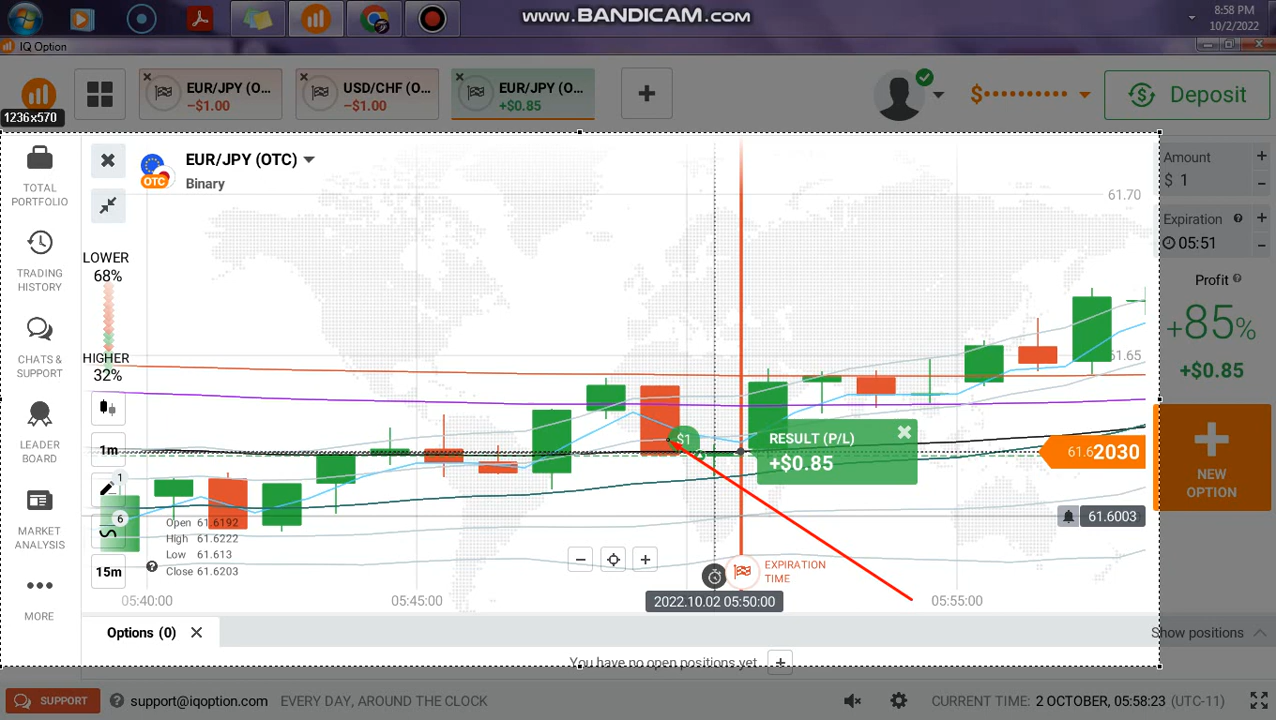 www.BANDICAM.com
8:58 PM
10/2/2022
IQ Option
EUR/JPY (O...
−$1.00
USD/CHF (O...
−$1.00
EUR/JPY (O...
+$0.85
Deposit
1236x570
TOTAL
PORTFOLIO
TRADING
HISTORY
CHATS &
SUPPORT
LEADER
BOARD
MARKET
ANALYSIS
MORE
EUR/JPY (OTC)
OTC
Binary
LOWER
68%
HIGHER
32%
1m
1
6
15m
Open 61.6192
High 61.6222
Low 61.613
Close 61.6203
$1
RESULT (P/L)
+$0.85
61.70
61.65
61.62030
61.6003
EXPIRATION
TIME
2022.10.02 05:50:00
05:40:00
05:45:00
05:55:00
Amount
$ 1
Expiration
05:51
Profit
+85%
+$0.85
NEW
OPTION
Options (0)
Show positions
You have no open positions yet
SUPPORT
support@iqoption.com
EVERY DAY, AROUND THE CLOCK
CURRENT TIME: 2 OCTOBER, 05:58:23 (UTC-11)